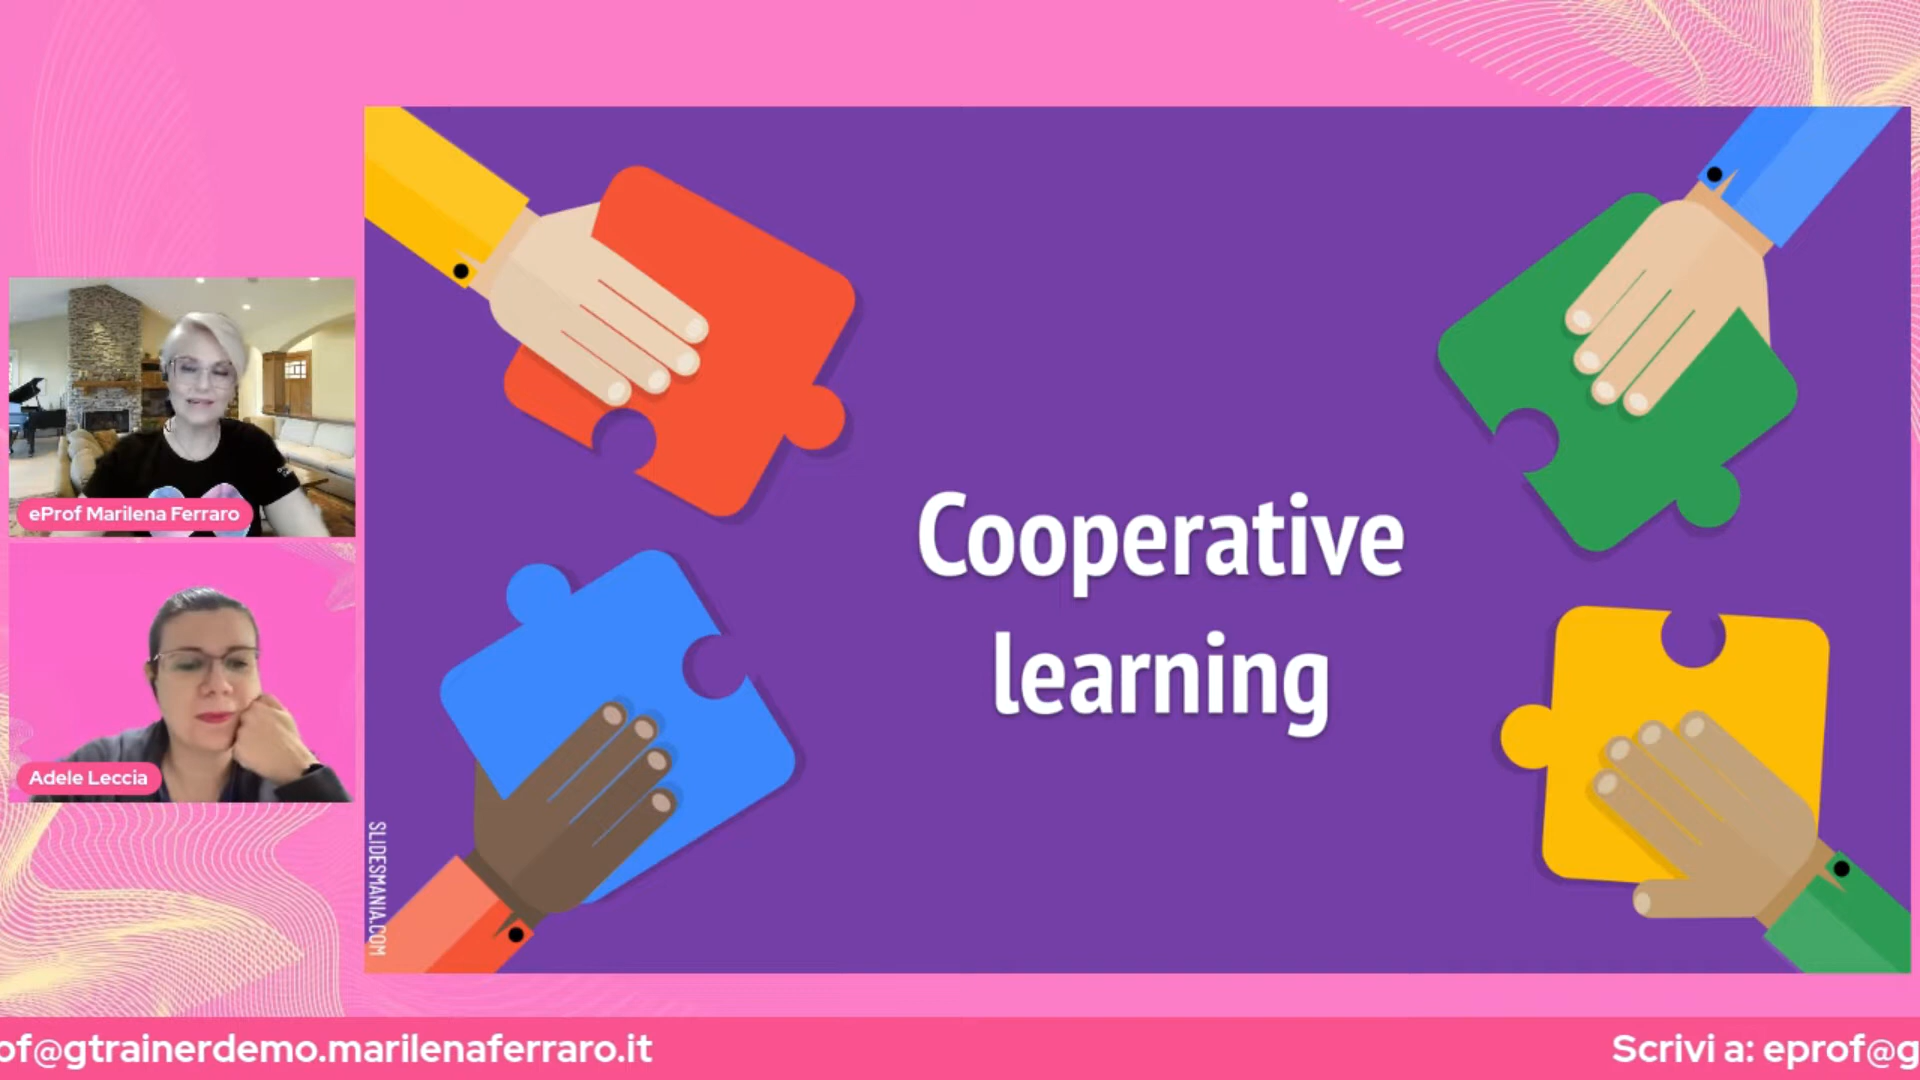 Cooperative
learning
eProf Marilena Ferraro
Adele Leccia
SLIDESMANIA.COM
of@gtrainerdemo.marilenaferraro.it
Scrivi a: eprof@g